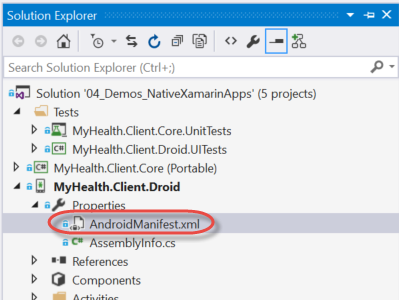 Solution Explorer
Search Solution Explorer (Ctrl+;)
Solution '04_Demos_NativeXamarinApps' (5 projects)
Tests
C# MyHealth.Client.Core.UnitTests
C# MyHealth.Client.Droid.UITests
C# MyHealth.Client.Core (Portable)
MyHealth.Client.Droid
Properties
AndroidManifest.xml
C# AssemblyInfo.cs
References
Components
Activities